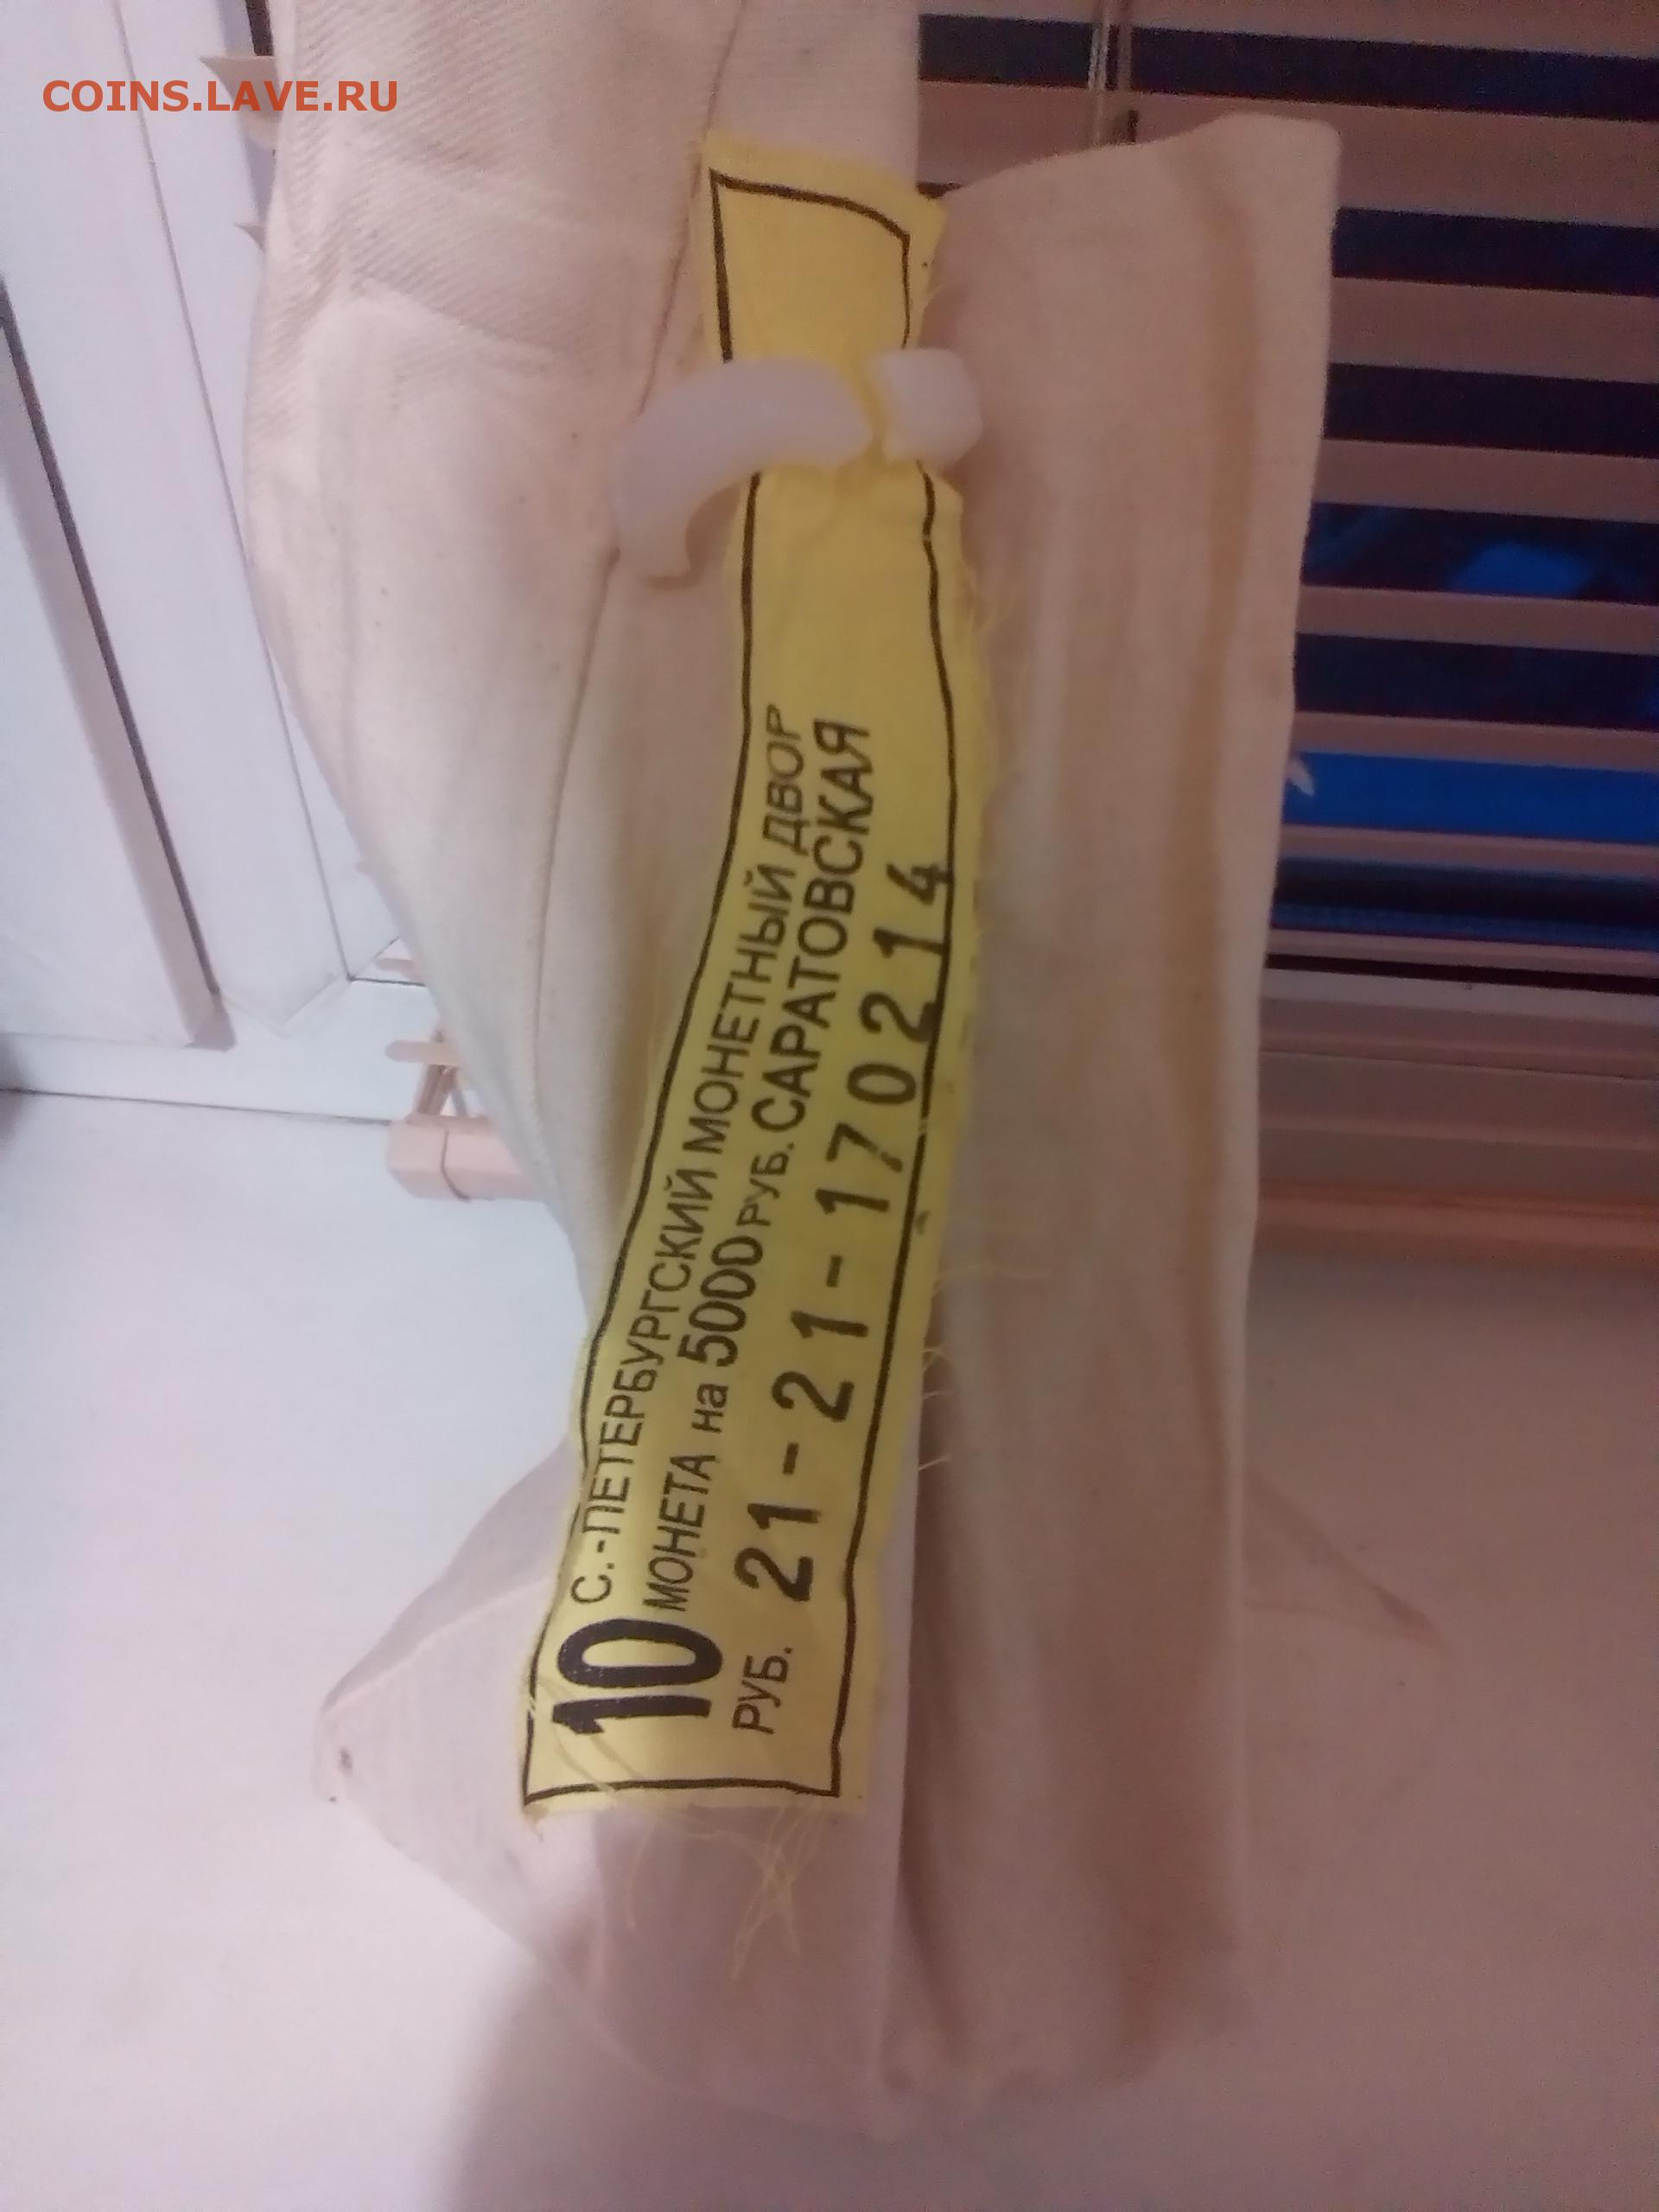 COINS.LAVE.RU
С.-ПЕТЕРБУРГСКИЙ МОНЕТНЫЙ ДВОР
10 МОНЕТА на 5000 РУБ. САРАТОВСКАЯ
РУБ. 21-21-170214